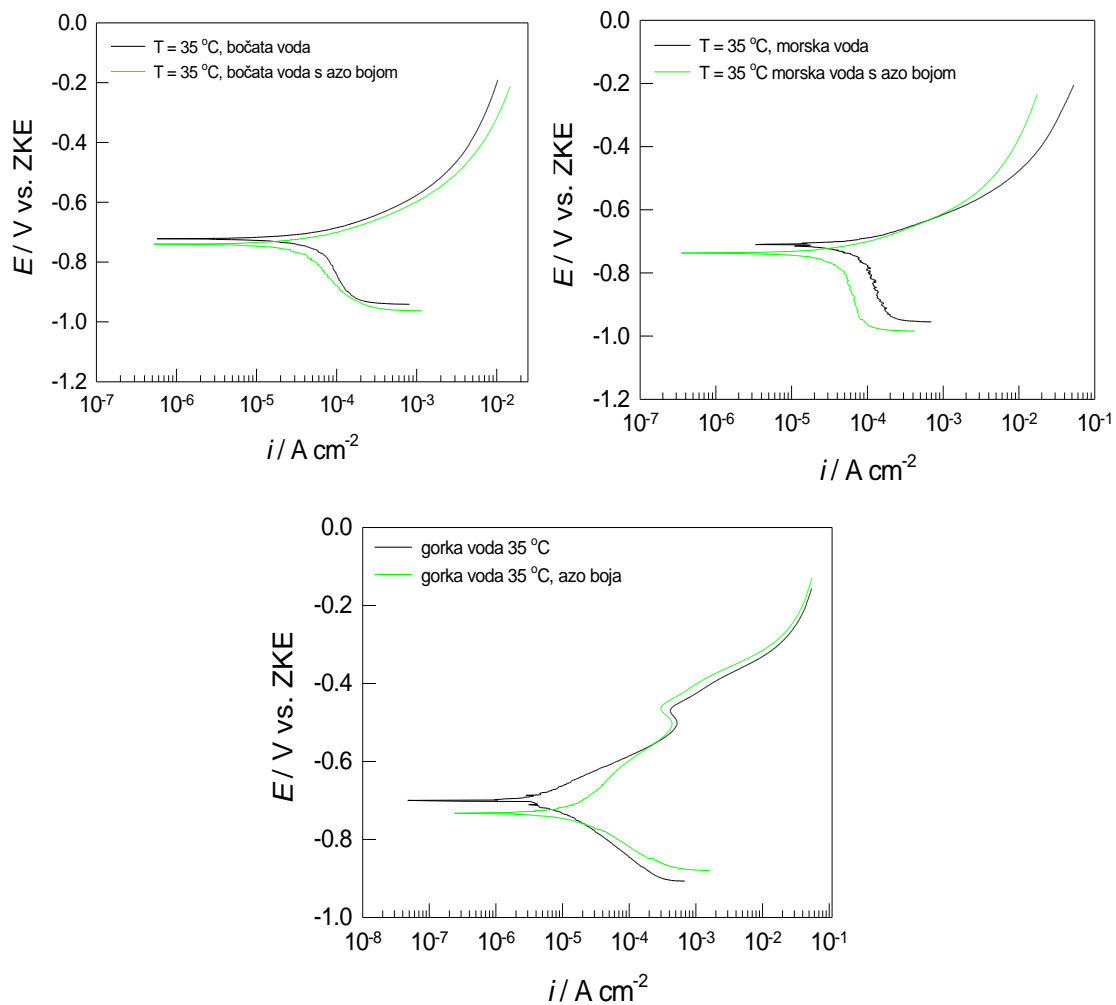 0.0
T = 35 °C, bočata voda
T = 35 °C, bočata voda s azo bojom
-0.2
-0.4
-0.6
-0.8
-1.0
-1.2
E / V vs. ZKE
10-7 10-6 10-5 10-4 10-3 10-2
i / A cm-2
0.0
T = 35 °C, morska voda
T = 35 °C morska voda s azo bojom
-0.2
-0.4
-0.6
-0.8
-1.0
-1.2
E / V vs. ZKE
10-7 10-6 10-5 10-4 10-3 10-2 10-1
i / A cm-2
0.0
gorka voda 35 °C
gorka voda 35 °C, azo boja
-0.2
-0.4
-0.6
-0.8
-1.0
E / V vs. ZKE
10-8 10-7 10-6 10-5 10-4 10-3 10-2 10-1
i / A cm-2